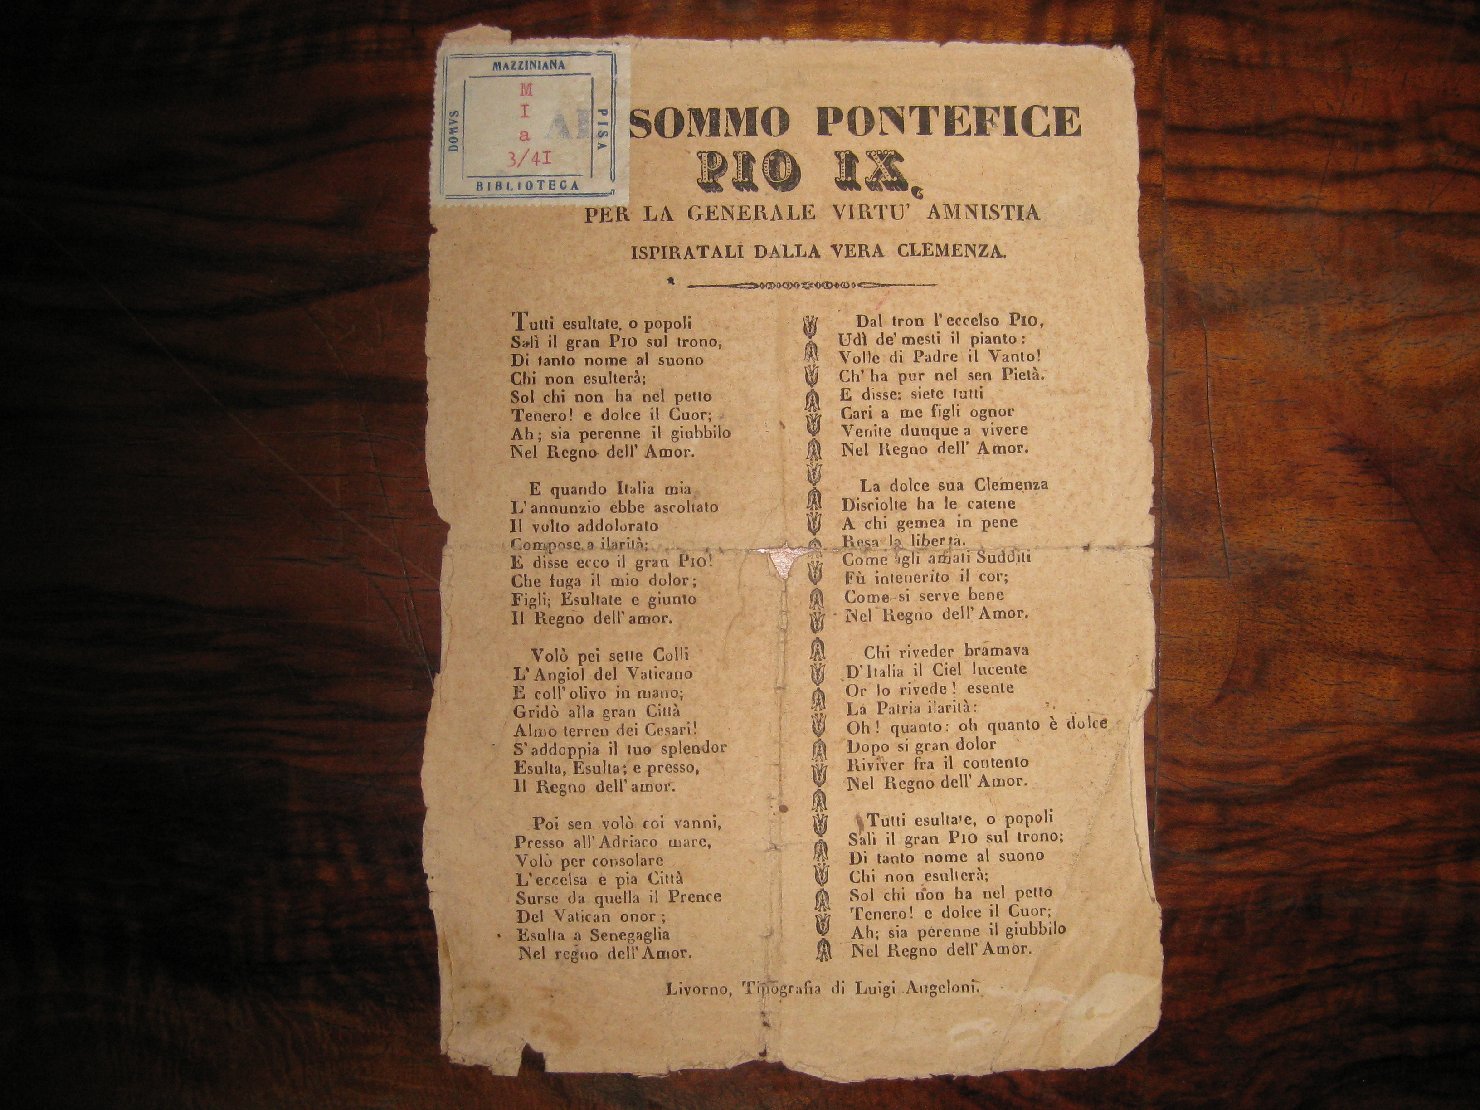 MAZZINIANA
DOMVS
PISA
M
I
a
3/4I
BIBLIOTECA
AL SOMMO PONTEFICE
PIO IX.
PER LA GENERALE VIRTU' AMNISTIA
ISPIRATALI DALLA VERA CLEMENZA.
Tutti esultate, o popoli
Salì il gran PIO sul trono,
Di tanto nome al suono
Chi non esulterà;
Sol chi non ha nel petto
Tenero! e dolce il Cuor;
Ah; sia perenne il giubbilo
Nel Regno dell' Amor.
E quando Italia mia
L'annunzio ebbe ascoltato
Il volto addolorato
Compose a ilarità;
E disse ecco il gran PIO!
Che fuga il mio dolor;
Figli; Esultate e giunto
Il Regno dell' amor.
Volò pei sette Colli
L'Angiol del Vaticano
E coll' olivo in mano;
Gridò alla gran Città
Almo terren dei Cesari!
S'addoppia il tuo splendor
Esulta, Esulta; e presso,
Il Regno dell' amor.
Poi sen volò coi vanni,
Presso all' Adriaco mare,
Volò per consolare
L'eccelsa e pia Città
Surse da quella il Prence
Del Vatican onor;
Esulta a Senegaglia
Nel regno dell' Amor.
Dal tron l'eccelso PIO,
Udì de' mesti il pianto:
Volle di Padre il Vanto!
Ch' ha pur nel sen Pietà.
E disse: siete tutti
Cari a me figli ognor
Venite dunque a vivere
Nel Regno dell' Amor.
La dolce sua Clemenza
Disciolte ha le catene
A chi gemea in pene
Resa la liberta.
Come agli amati Sudditi
Fù intenerito il cor;
Come si serve bene
Nel Regno dell' Amor.
Chi riveder bramava
D'Italia il Ciel lucente
Or lo rivede! esente
La Patria ilarità:
Oh! quanto: oh quanto è dolce
Dopo si gran dolor
Riviver fra il contento
Nel Regno dell' Amor.
Tutti esultate, o popoli
Salì il gran PIO sul trono;
Di tanto nome al suono
Chi non esulterà;
Sol chi non ha nel petto
Tenero! e dolce il Cuor;
Ah; sia perenne il giubbilo
Nel Regno dell' Amor.
Livorno, Tipografia di Luigi Angeloni.